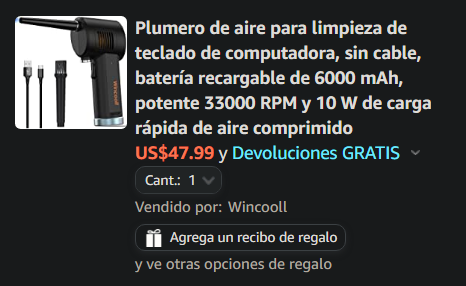 Plumero de aire para limpieza de
teclado de computadora, sin cable,
batería recargable de 6000 mAh,
potente 33000 RPM y 10 W de carga
rápida de aire comprimido
US$47.99 y Devoluciones GRATIS
Cant.: 1
Vendido por: Wincooll
Agrega un recibo de regalo
y ve otras opciones de regalo